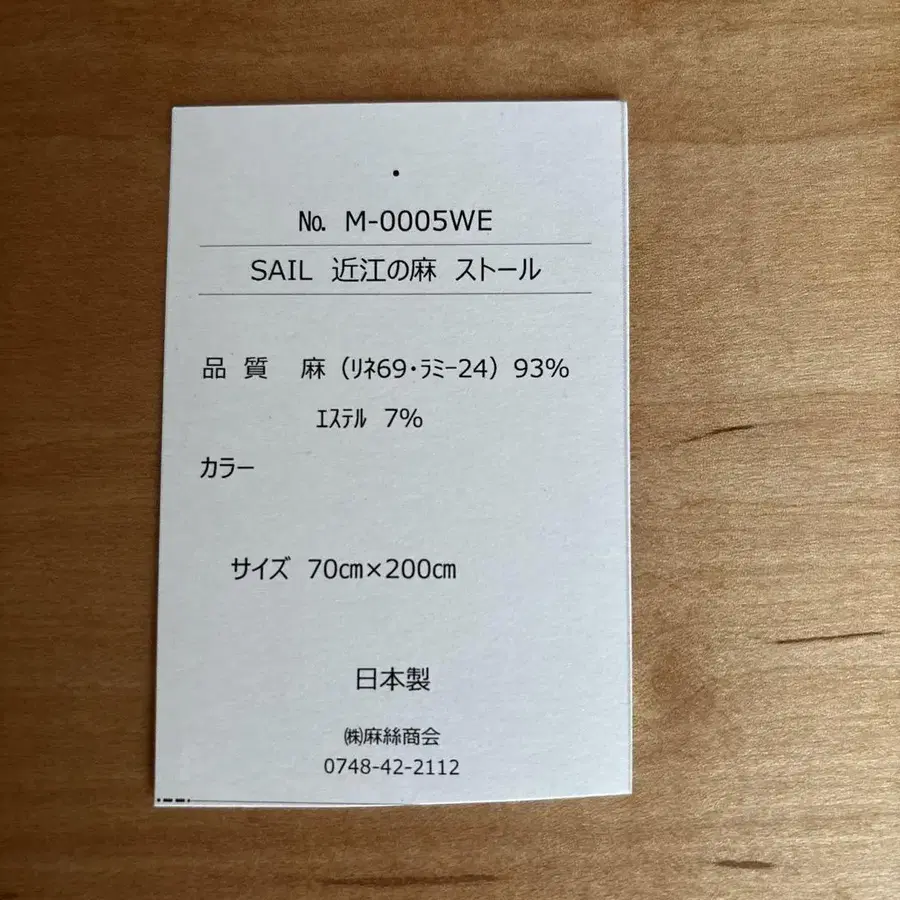 № M-0005WE
SAIL 近江の麻 ストール
品 質 麻（ﾘﾈ69･ﾗﾐｰ24）93%
ｴｽﾃﾙ 7%
カラー
サイズ 70㎝×200㎝
日本製
㈱麻絲商会
0748-42-2112